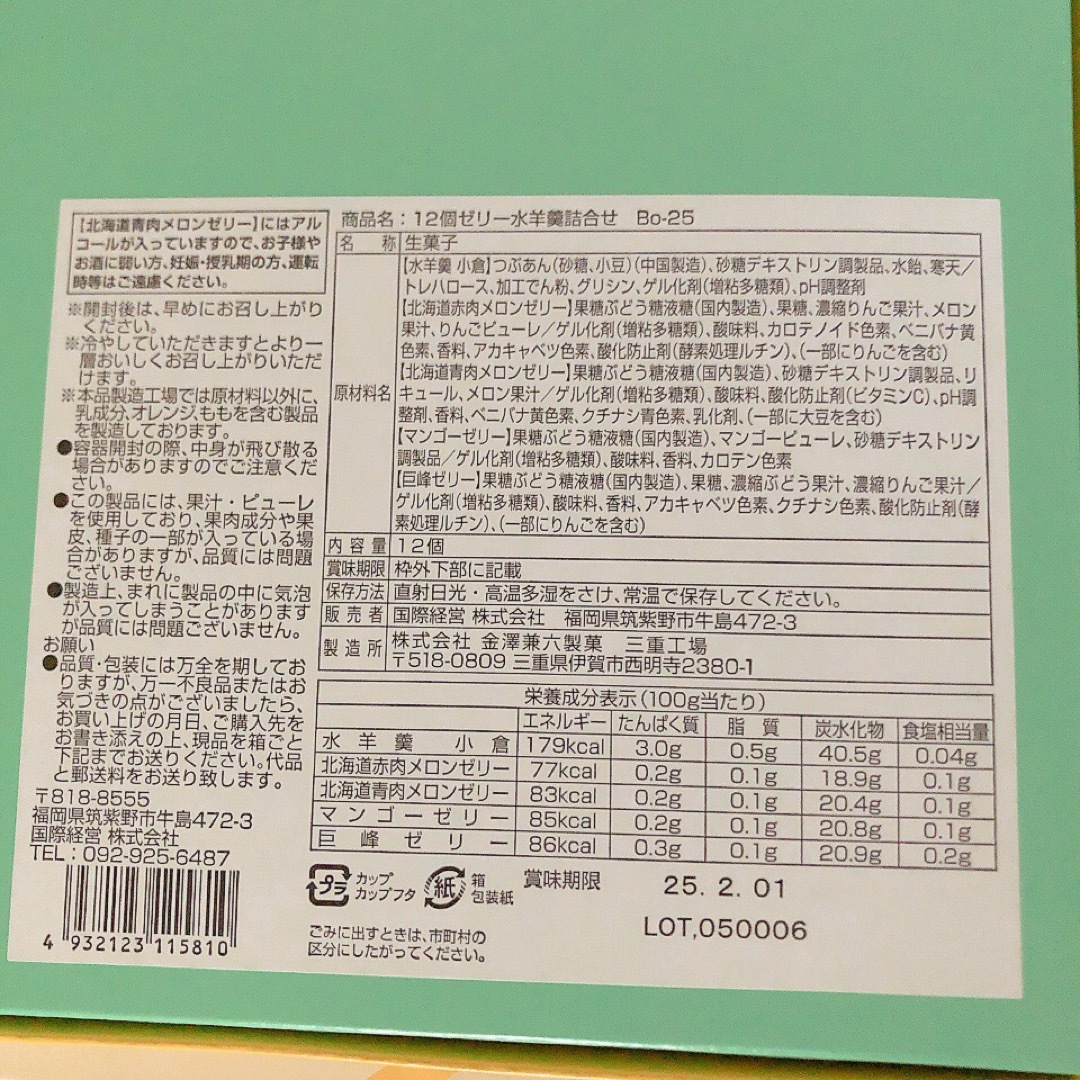 【北海道青肉メロンゼリー】にはアル
コールが入っていますので、お子様や
お酒に弱い方、妊娠・授乳期の方、運転
時等はご遠慮ください。
※開封後は、早めにお召し上がり
ください。
※冷やしていただきますとより一
層おいしくお召し上がりいただ
けます。
※本品製造工場では原材料以外に、
乳成分、オレンジ、ももを含む製品
を製造しております。
●容器開封の際、中身が飛び散る
場合がありますのでご注意くだ
さい。
●この製品には、果汁・ピューレ
を使用しており、果肉成分や果
皮、種子の一部が入っている場
合がありますが、品質には問題
ございません。
●製造上、まれに製品の中に気泡
が入ってしまうことがあります
が品質には問題ございません。
お願い
●品質・包装には万全を期してお
りますが、万一不良品またはお
気づきの点がございましたら、
お買い上げの月日、ご購入先を
お書き添えの上、現品を箱ごと
下記までお送りください。代品
と郵送料をお送り致します。
〒818-8555
福岡県筑紫野市牛島472-3
国際経営 株式会社
TEL：092-925-6487
4 932123 115810
商品名：12個ゼリー水羊羹詰合せ Bo-25
名称 生菓子
原材料名 【水羊羹 小倉】つぶあん(砂糖、小豆)(中国製造)、砂糖デキストリン調製品、水飴、寒天／
トレハロース、加工でん粉、グリシン、ゲル化剤(増粘多糖類)、pH調整剤
【北海道赤肉メロンゼリー】果糖ぶどう糖液糖(国内製造)、果糖、濃縮りんご果汁、メロン
果汁、りんごピューレ／ゲル化剤(増粘多糖類)、酸味料、カロテノイド色素、ベニバナ黄
色素、香料、アカキャベツ色素、酸化防止剤(酵素処理ルチン)、(一部にりんごを含む)
【北海道青肉メロンゼリー】果糖ぶどう糖液糖(国内製造)、砂糖デキストリン調製品、リ
キュール、メロン果汁／ゲル化剤(増粘多糖類)、酸味料、酸化防止剤(ビタミンC)、pH調
整剤、香料、ベニバナ黄色素、クチナシ青色素、乳化剤、(一部に大豆を含む)
【マンゴーゼリー】果糖ぶどう糖液糖(国内製造)、マンゴーピューレ、砂糖デキストリン
調製品／ゲル化剤(増粘多糖類)、酸味料、香料、カロテン色素
【巨峰ゼリー】果糖ぶどう糖液糖(国内製造)、果糖、濃縮ぶどう果汁、濃縮りんご果汁／
ゲル化剤(増粘多糖類)、酸味料、香料、アカキャベツ色素、クチナシ色素、酸化防止剤(酵
素処理ルチン)、(一部にりんごを含む)
内容量 12個
賞味期限 枠外下部に記載
保存方法 直射日光・高温多湿をさけ、常温で保存してください。
販売者 国際経営 株式会社 福岡県筑紫野市牛島472-3
製造所 株式会社 金澤兼六製菓 三重工場
〒518-0809 三重県伊賀市西明寺2380-1
栄養成分表示(100g当たり)
エネルギー たんぱく質 脂質 炭水化物 食塩相当量
水羊羹 小倉 179kcal 3.0g 0.5g 40.5g 0.04g
北海道赤肉メロンゼリー 77kcal 0.2g 0.1g 18.9g 0.1g
北海道青肉メロンゼリー 83kcal 0.2g 0.1g 20.4g 0.1g
マンゴーゼリー 85kcal 0.2g 0.1g 20.8g 0.1g
巨峰ゼリー 86kcal 0.3g 0.1g 20.9g 0.2g
プラ カップ
カップフタ
紙 箱
包装紙
賞味期限 25. 2. 01
LOT,050006
ごみに出すときは、市町村の
区分にしたがってください。